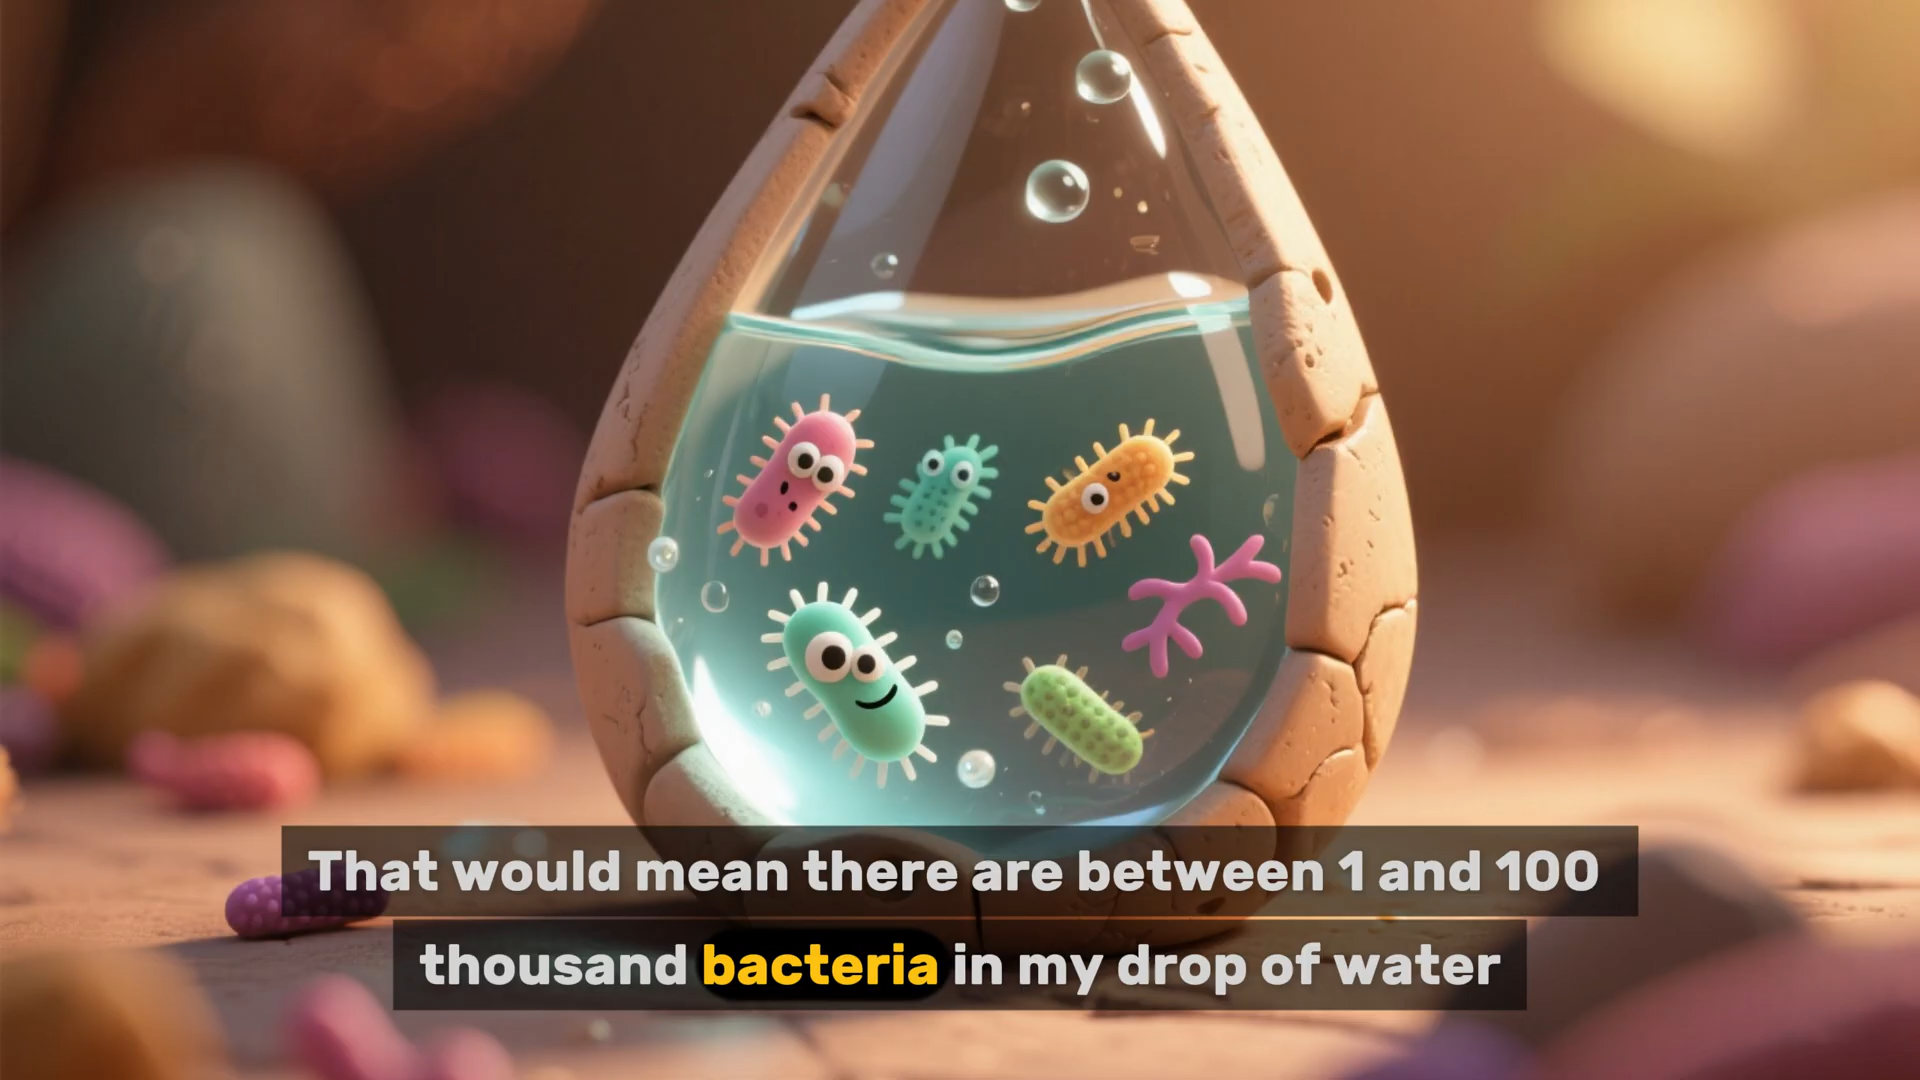 That would mean there are between 1 and 100
thousand bacteria in my drop of water